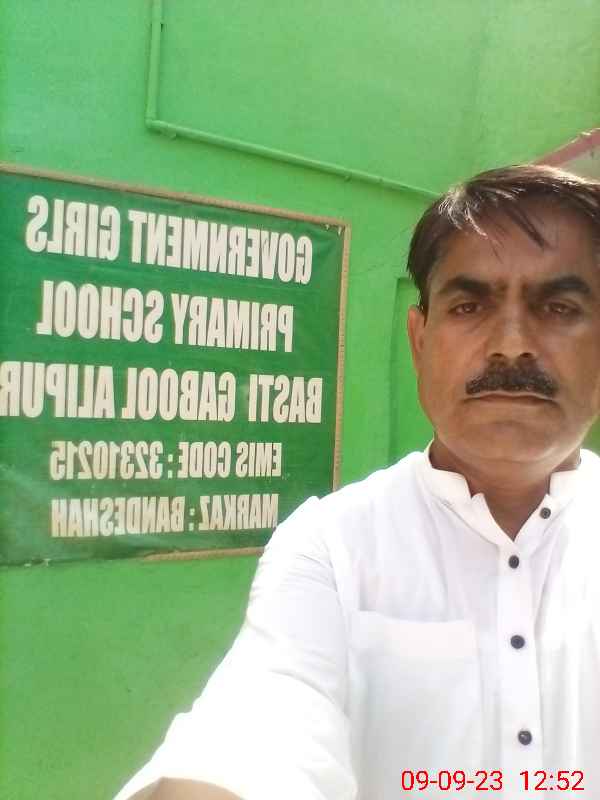 GOVERNMENT GIRLS
PRIMARY SCHOOL
BASTI GABOOL ALIPUR
EMIS CODE : 32310215
MARKAZ : BANDESHAH
09-09-23 12:52